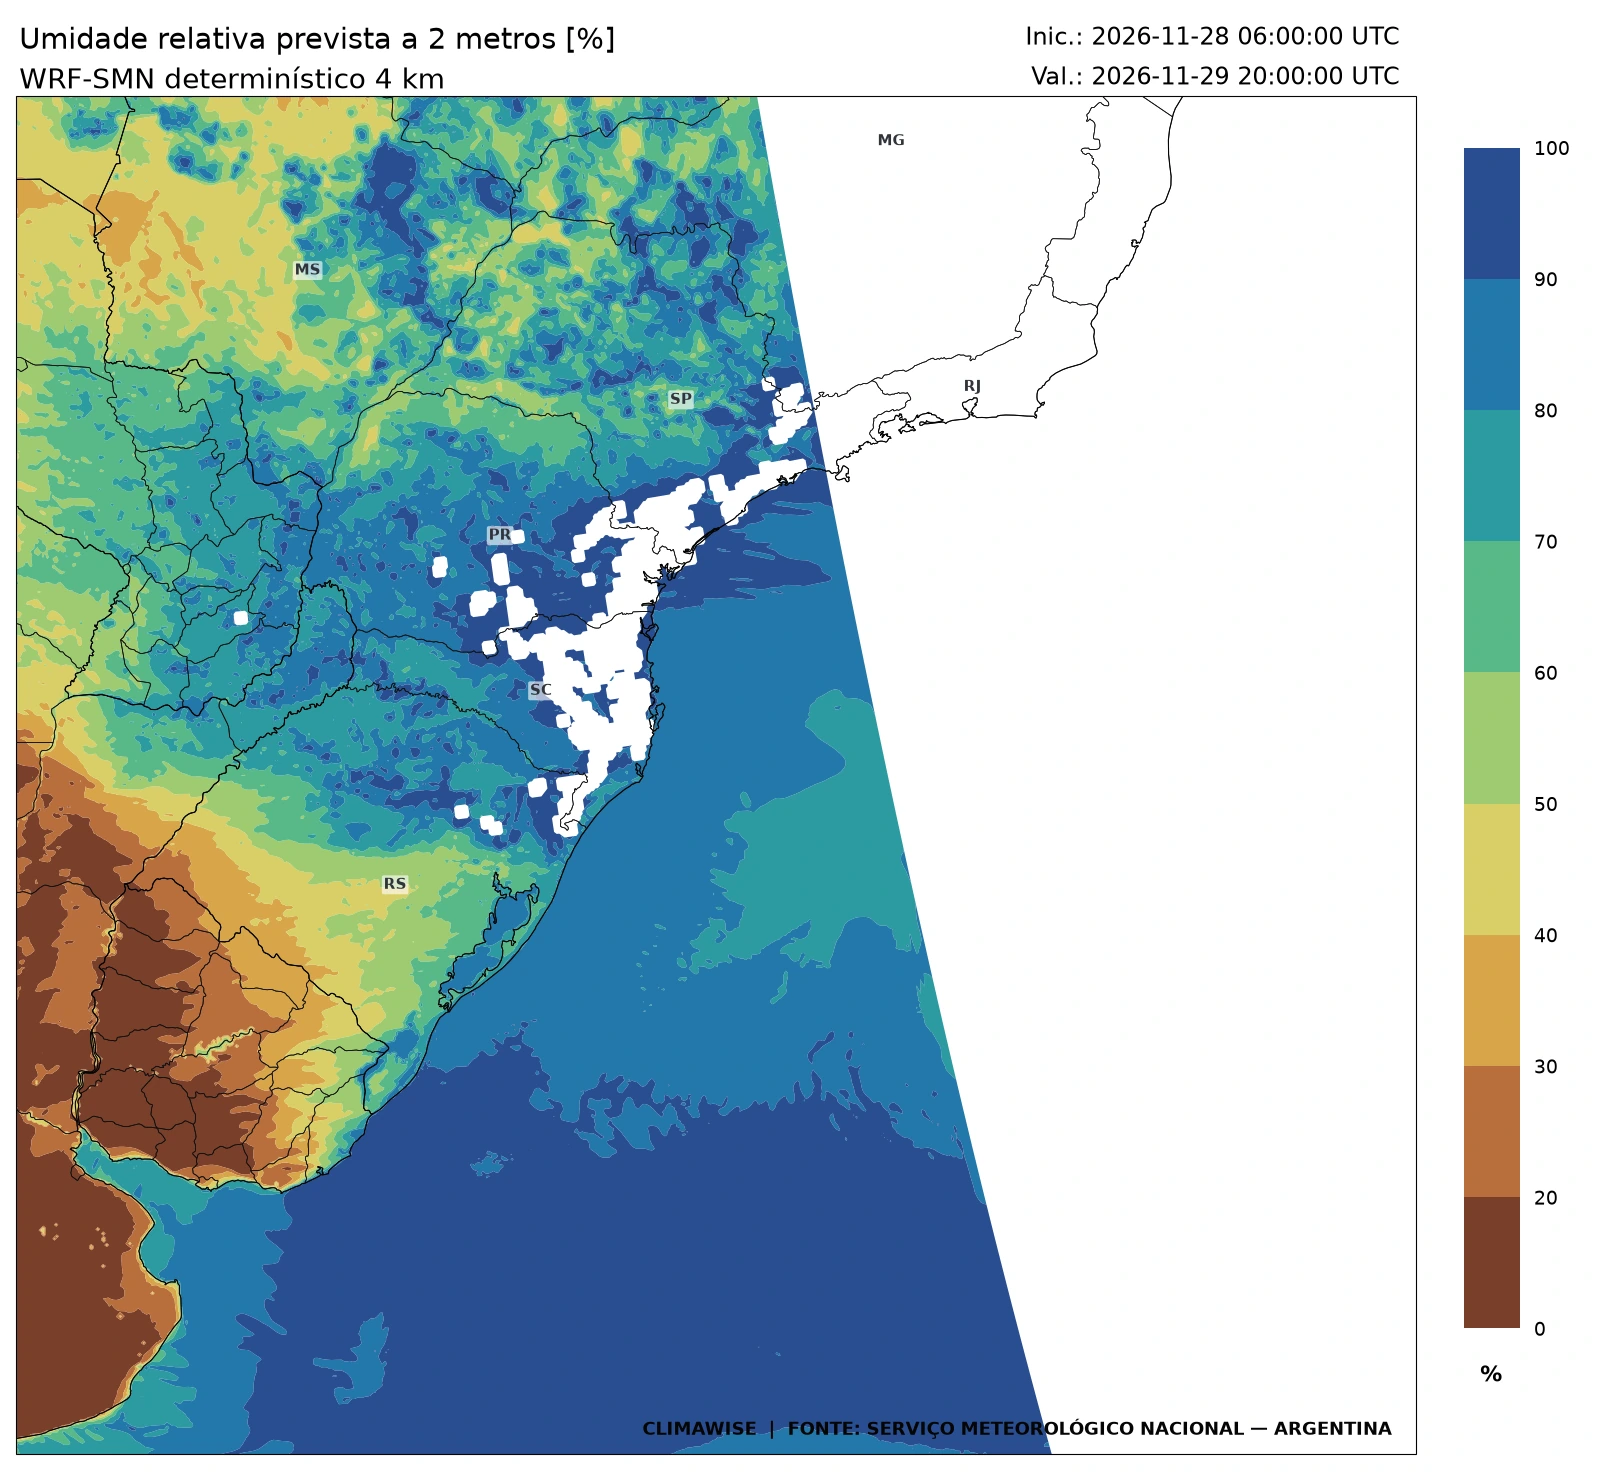 Umidade relativa prevista a 2 metros [%]
WRF-SMN determinístico 4 km
Inic.: 2026-11-28 06:00:00 UTC
Val.: 2026-11-29 20:00:00 UTC
MG
MS
SP
RJ
PR
SC
RS
100
90
80
70
60
50
40
30
20
0
%
CLIMAWISE | FONTE: SERVIÇO METEOROLÓGICO NACIONAL — ARGENTINA